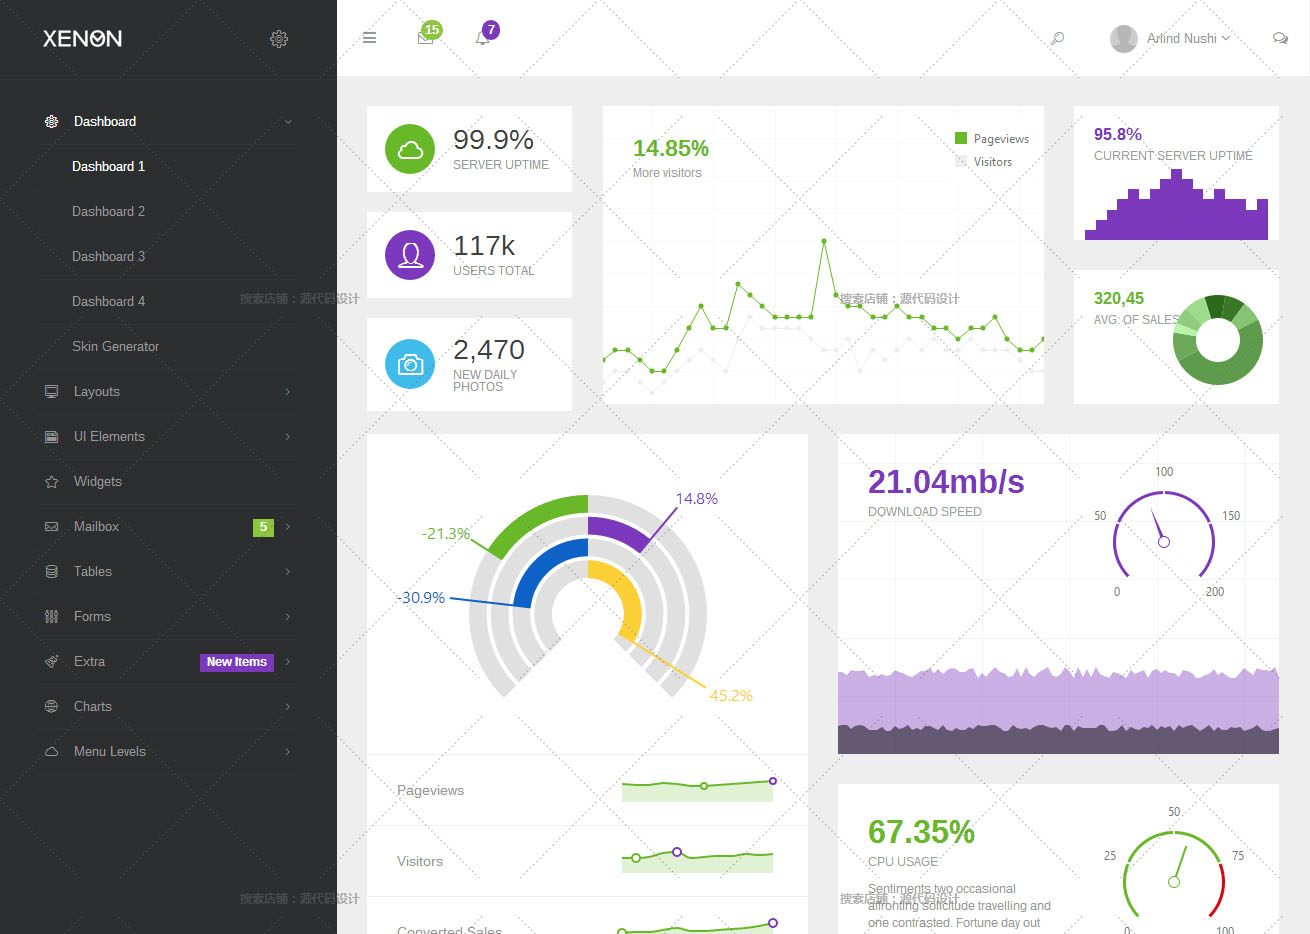 XENON
15
7
Arlind Nushi
Dashboard
Dashboard 1
Dashboard 2
Dashboard 3
Dashboard 4
Skin Generator
Layouts
UI Elements
Widgets
Mailbox 5
Tables
Forms
Extra New Items
Charts
Menu Levels
99.9%
SERVER UPTIME
117k
USERS TOTAL
2,470
NEW DAILY
PHOTOS
14.85%
More visitors
Pageviews
Visitors
95.8%
CURRENT SERVER UPTIME
320,45
AVG. OF SALES
搜索店铺：源代码设计
搜索店铺：源代码设计
14.8%
-21.3%
-30.9%
45.2%
Pageviews
Visitors
Converted Sales
21.04mb/s
DOWNLOAD SPEED
100
50
150
0
200
67.35%
CPU USAGE
Sentiments two occasional
affronting solicitude travelling and
one contrasted. Fortune day out
50
25
75
0
100
搜索店铺：源代码设计
搜索店铺：源代码设计